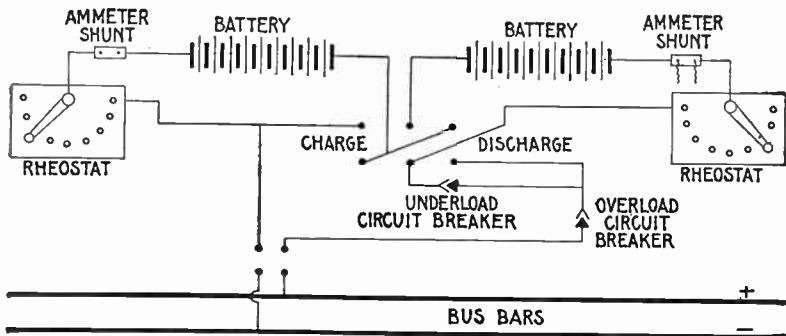 AMMETER
SHUNT
BATTERY
BATTERY
AMMETER
SHUNT
CHARGE
DISCHARGE
RHEOSTAT
RHEOSTAT
UNDERLOAD
CIRCUIT BREAKER
OVERLOAD
CIRCUIT
BREAKER
+
BUS BARS
−